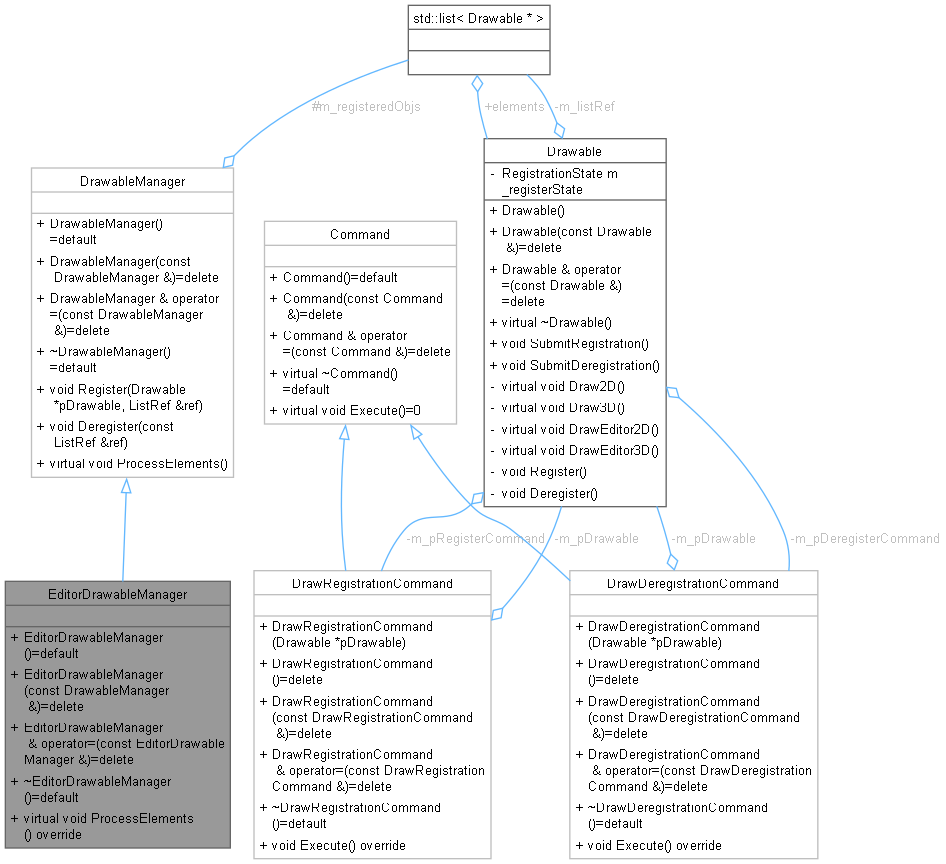 std::list< Drawable * >
#m_registeredObjs
+elements
-m_listRef
DrawableManager
+ DrawableManager()
=default
+ DrawableManager(const
DrawableManager &)=delete
+ DrawableManager & operator
=(const DrawableManager
&)=delete
+ ~DrawableManager()
=default
+ void Register(Drawable
*pDrawable, ListRef &ref)
+ void Deregister(const
ListRef &ref)
+ virtual void ProcessElements()
Command
+ Command()=default
+ Command(const Command
&)=delete
+ Command & operator
=(const Command &)=delete
+ virtual ~Command()
=default
+ virtual void Execute()=0
Drawable
- RegistrationState m
_registerState
+ Drawable()
+ Drawable(const Drawable
&)=delete
+ Drawable & operator
=(const Drawable &)
=delete
+ virtual ~Drawable()
+ void SubmitRegistration()
+ void SubmitDeregistration()
- virtual void Draw2D()
- virtual void Draw3D()
- virtual void DrawEditor2D()
- virtual void DrawEditor3D()
- void Register()
- void Deregister()
-m_pRegisterCommand
-m_pDrawable
-m_pDrawable
-m_pDeregisterCommand
EditorDrawableManager
+ EditorDrawableManager
()=default
+ EditorDrawableManager
(const DrawableManager
&)=delete
+ EditorDrawableManager
& operator=(const EditorDrawable
Manager &)=delete
+ ~EditorDrawableManager
()=default
+ virtual void ProcessElements
() override
DrawRegistrationCommand
+ DrawRegistrationCommand
(Drawable *pDrawable)
+ DrawRegistrationCommand
()=delete
+ DrawRegistrationCommand
(const DrawRegistrationCommand
&)=delete
+ DrawRegistrationCommand
& operator=(const DrawRegistration
Command &)=delete
+ ~DrawRegistrationCommand
()=default
+ void Execute() override
DrawDeregistrationCommand
+ DrawDeregistrationCommand
(Drawable *pDrawable)
+ DrawDeregistrationCommand
()=delete
+ DrawDeregistrationCommand
(const DrawDeregistrationCommand
&)=delete
+ DrawDeregistrationCommand
& operator=(const DrawDeregistration
Command &)=delete
+ ~DrawDeregistrationCommand
()=default
+ void Execute() override